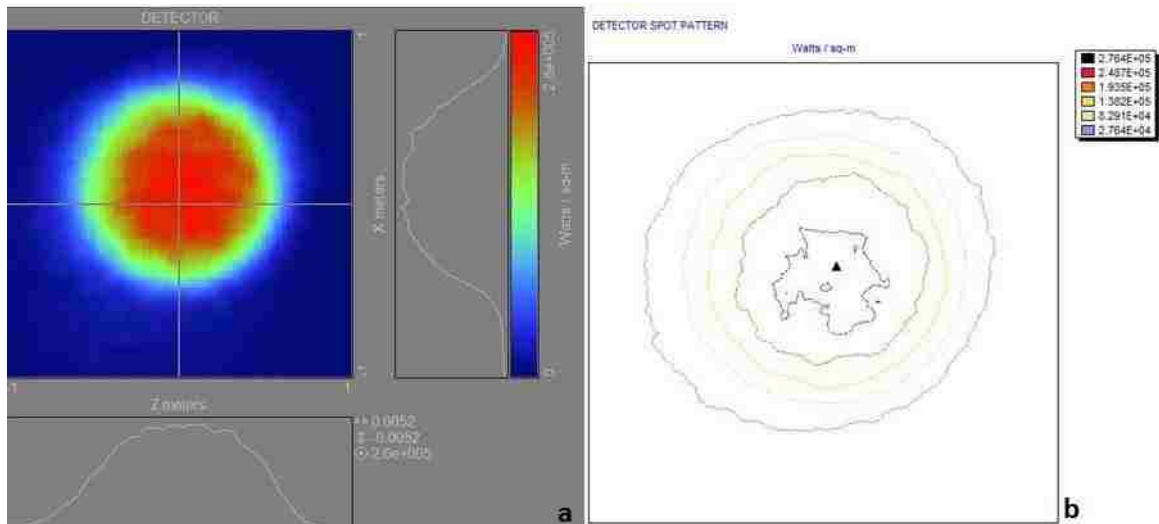 DETECTOR
1
-1
-1
1
X meters
Watts / sq-m
0
Z meters
0.0052
-0.0052
2.6e+005
a
DETECTOR SPOT PATTERN
Watts / sq-m
2.764E+05
2.487E+05
1.935E+05
1.382E+05
8.291E+04
2.764E+04
b